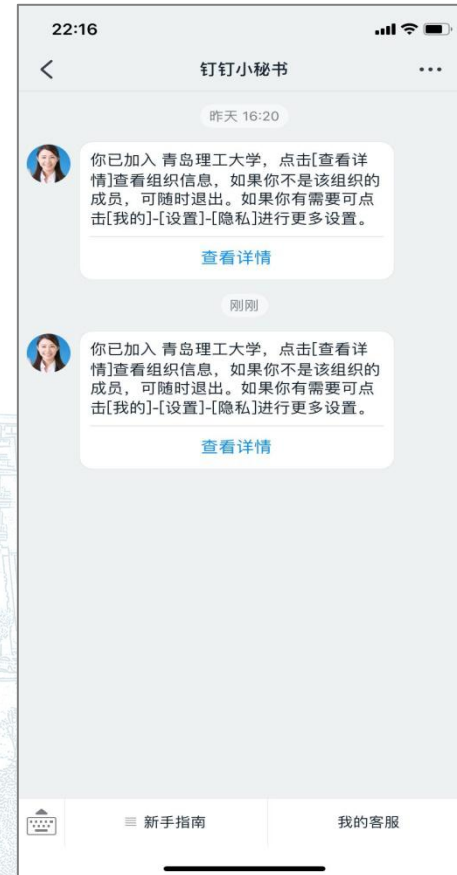 22:16
钉钉小秘书
昨天 16:20
你已加入 青岛理工大学，点击[查看详
情]查看组织信息，如果你不是该组织的
成员，可随时退出。如果你有需要可点
击[我的]-[设置]-[隐私]进行更多设置。
查看详情
刚刚
你已加入 青岛理工大学，点击[查看详
情]查看组织信息，如果你不是该组织的
成员，可随时退出。如果你有需要可点
击[我的]-[设置]-[隐私]进行更多设置。
查看详情
新手指南
我的客服